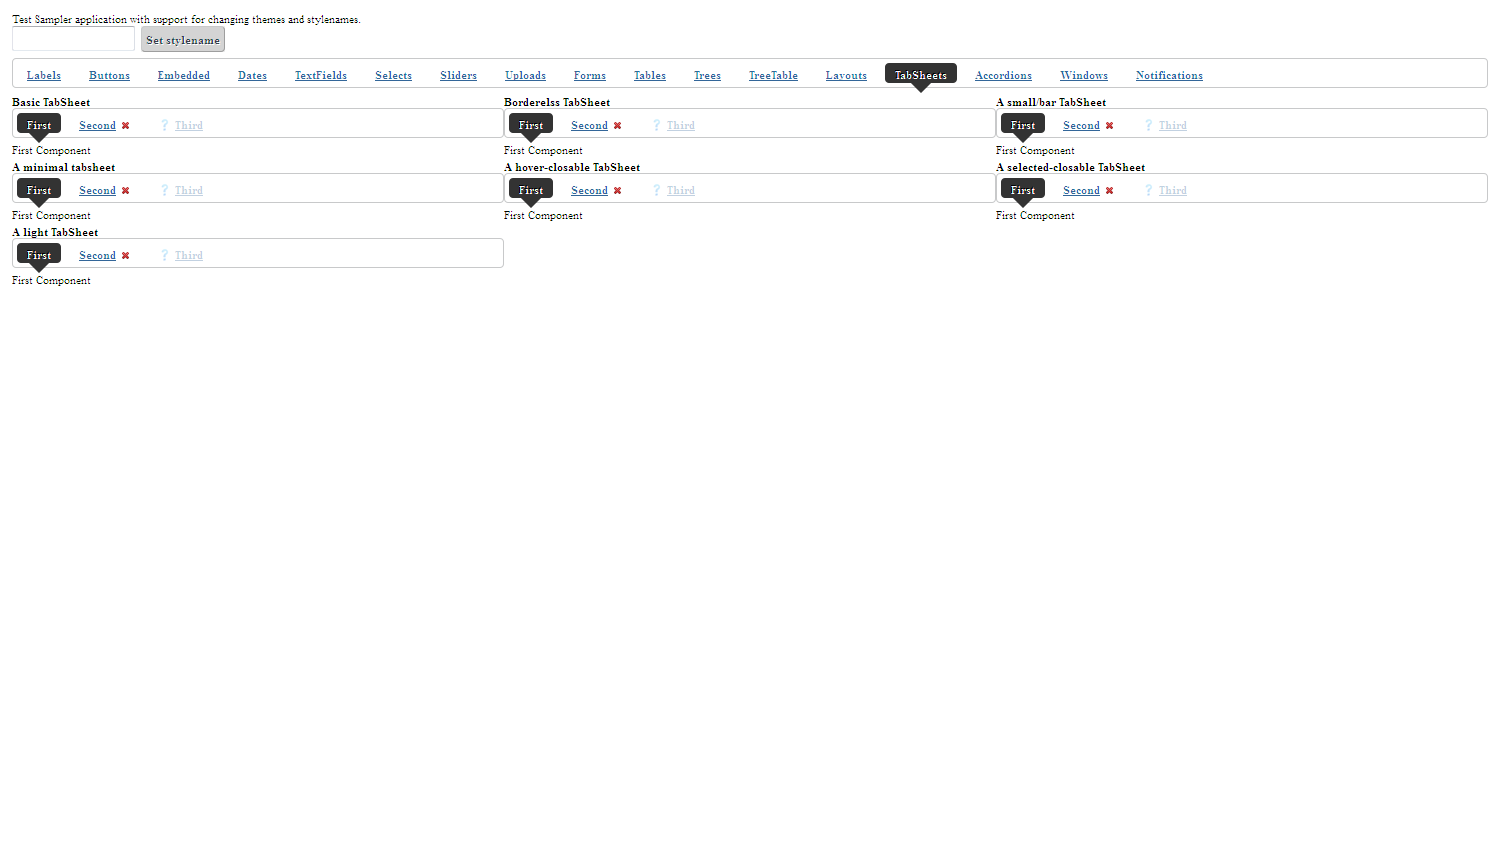 Test Sampler application with support for changing themes and stylenames.
Set stylename
Labels Buttons Embedded Dates TextFields Selects Sliders Uploads Forms Tables Trees TreeTable Layouts TabSheets Accordions Windows Notifications
Basic TabSheet Borderelss TabSheet A small/bar TabSheet
First Second ? Third First Second ? Third First Second ? Third
First Component First Component First Component
A minimal tabsheet A hover-closable TabSheet A selected-closable TabSheet
First Second ? Third First Second ? Third First Second ? Third
First Component First Component First Component
A light TabSheet
First Second ? Third
First Component